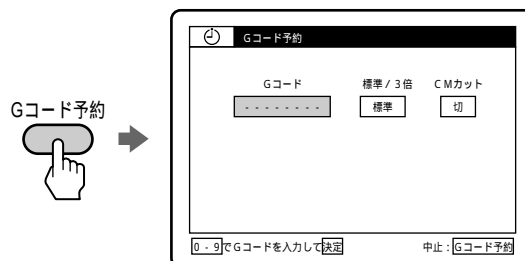 Gコード予約
Gコード予約
Gコード 標準 / 3倍 CMカット
- - - - - - - - 標準 切
0 - 9でGコードを入力して決定 中止 : Gコード予約